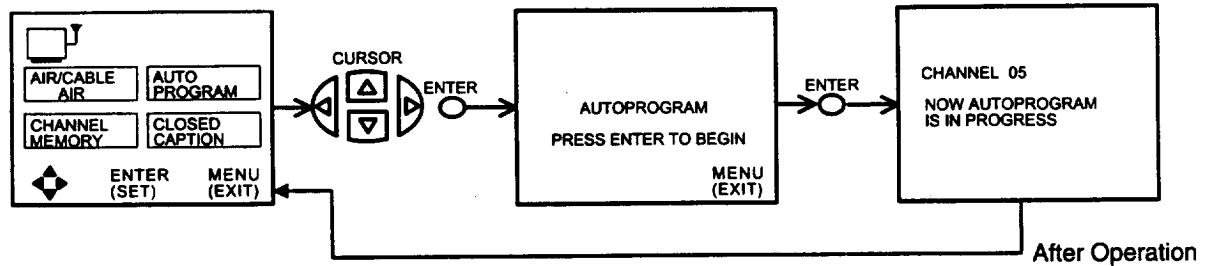 AIR/CABLE
AIR
AUTO
PROGRAM
CHANNEL
MEMORY
CLOSED
CAPTION
ENTER
(SET)
MENU
(EXIT)
CURSOR
ENTER
AUTOPROGRAM
PRESS ENTER TO BEGIN
MENU
(EXIT)
ENTER
CHANNEL 05
NOW AUTOPROGRAM
IS IN PROGRESS
After Operation